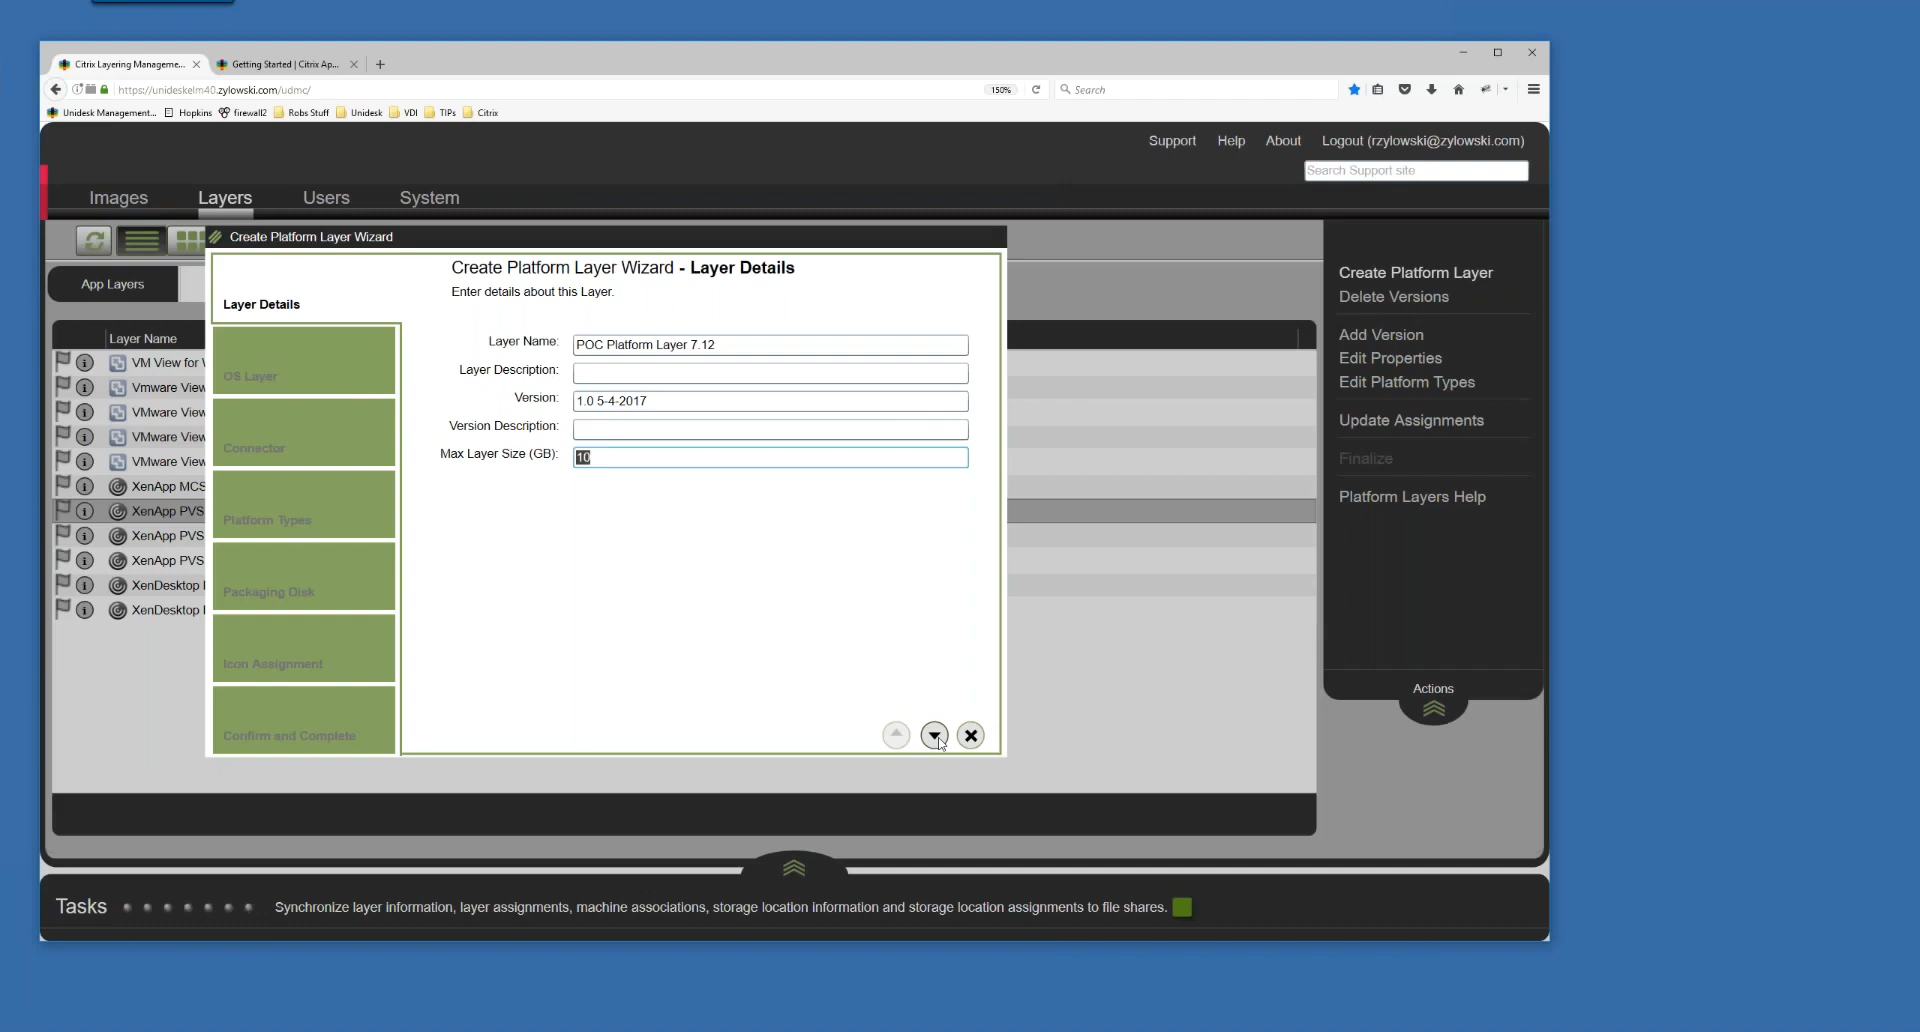 Citrix Layering Manageme...
Getting Started | Citrix Ap...
https://unideskelm40.zylowski.com/udmc/
150%
Search
Unidesk Management...
Hopkins
firewall2
Robs Stuff
Unidesk
VDI
TIPs
Citrix
Support
Help
About
Logout (rzylowski@zylowski.com)
Search Support site
Images
Layers
Users
System
Create Platform Layer Wizard
App Layers
Layer Name
VM View for
Vmware View
VMware View
VMware View
VMware View
XenApp MCS
XenApp PVS
XenApp PVS
XenApp PVS
XenDesktop
XenDesktop
Layer Details
OS Layer
Connector
Platform Types
Packaging Disk
Icon Assignment
Confirm and Complete
Create Platform Layer Wizard - Layer Details
Enter details about this Layer.
Layer Name: POC Platform Layer 7.12
Layer Description:
Version: 1.0 5-4-2017
Version Description:
Max Layer Size (GB): 10
Create Platform Layer
Delete Versions
Add Version
Edit Properties
Edit Platform Types
Update Assignments
Finalize
Platform Layers Help
Actions
Tasks
Synchronize layer information, layer assignments, machine associations, storage location information and storage location assignments to file shares.